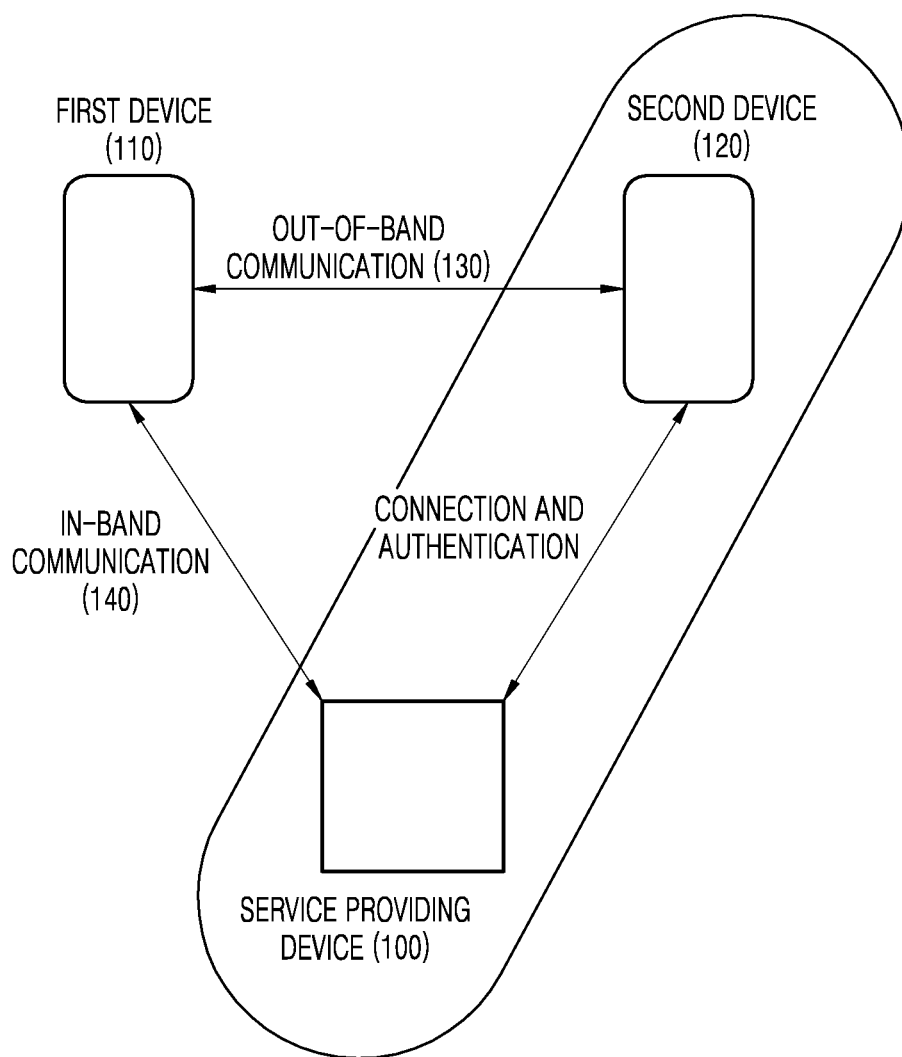 FIRST DEVICE
(110)
SECOND DEVICE
(120)
OUT-OF-BAND
COMMUNICATION (130)
IN-BAND
COMMUNICATION
(140)
CONNECTION AND
AUTHENTICATION
SERVICE PROVIDING
DEVICE (100)